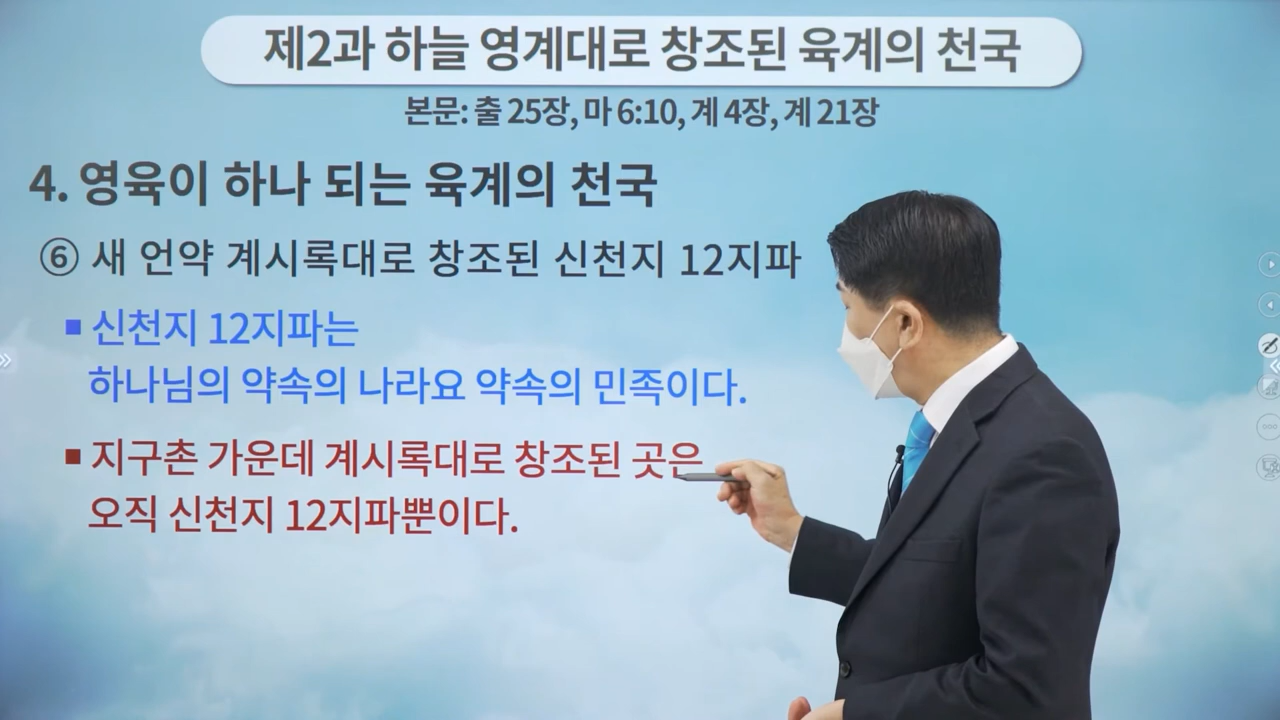 제2과 하늘 영계대로 창조된 육계의 천국
본문: 출 25장, 마 6:10, 계 4장, 계 21장
4. 영육이 하나 되는 육계의 천국
⑥ 새 언약 계시록대로 창조된 신천지 12지파
▪ 신천지 12지파는
하나님의 약속의 나라요 약속의 민족이다.
▪ 지구촌 가운데 계시록대로 창조된 곳은
오직 신천지 12지파뿐이다.